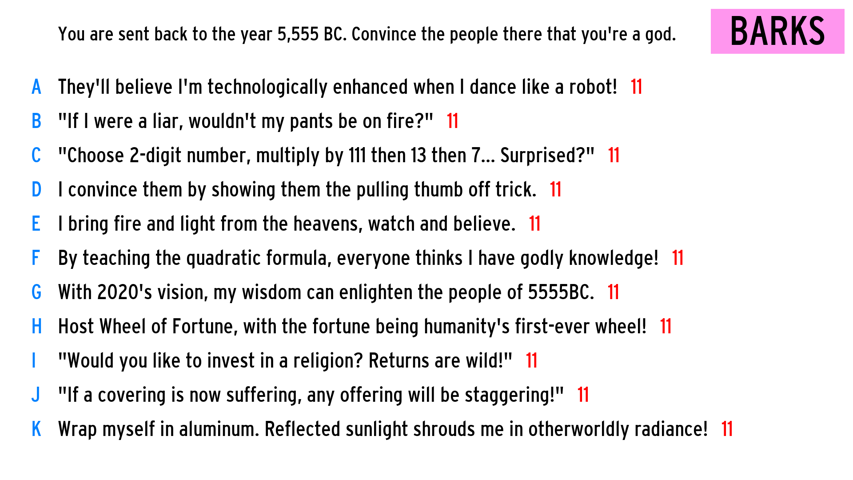 You are sent back to the year 5,555 BC. Convince the people there that you're a god.
BARKS
A They'll believe I'm technologically enhanced when I dance like a robot! 11
B "If I were a liar, wouldn't my pants be on fire?" 11
C "Choose 2-digit number, multiply by 111 then 13 then 7... Surprised?" 11
D I convince them by showing them the pulling thumb off trick. 11
E I bring fire and light from the heavens, watch and believe. 11
F By teaching the quadratic formula, everyone thinks I have godly knowledge! 11
G With 2020's vision, my wisdom can enlighten the people of 5555BC. 11
H Host Wheel of Fortune, with the fortune being humanity's first-ever wheel! 11
I "Would you like to invest in a religion? Returns are wild!" 11
J "If a covering is now suffering, any offering will be staggering!" 11
K Wrap myself in aluminum. Reflected sunlight shrouds me in otherworldly radiance! 11